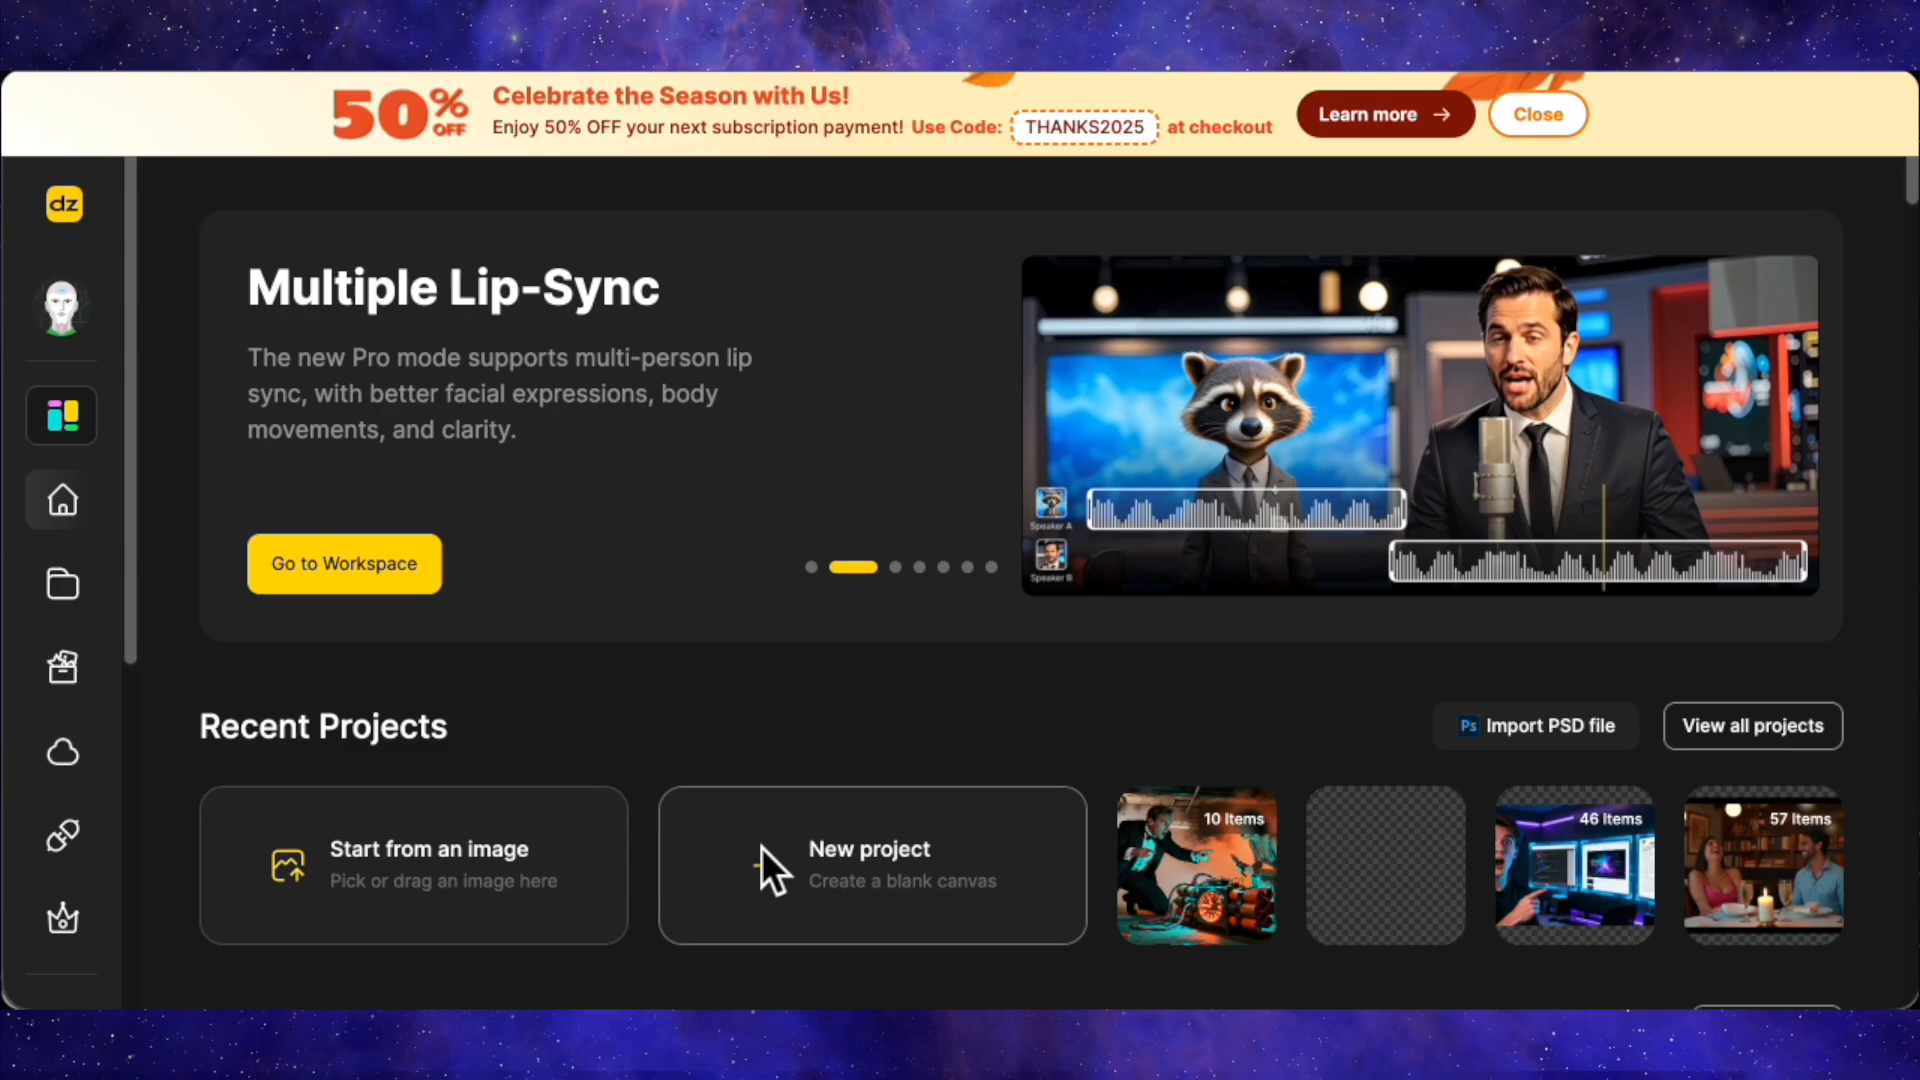 50% OFF
Celebrate the Season with Us!
Enjoy 50% OFF your next subscription payment! Use Code: THANKS2025 at checkout
Learn more →
Close
dz
Multiple Lip-Sync
The new Pro mode supports multi-person lip
sync, with better facial expressions, body
movements, and clarity.
Go to Workspace
Speaker A
Speaker B
Recent Projects
Ps Import PSD file
View all projects
Start from an image
Pick or drag an image here
New project
Create a blank canvas
10 Items
46 Items
57 Items